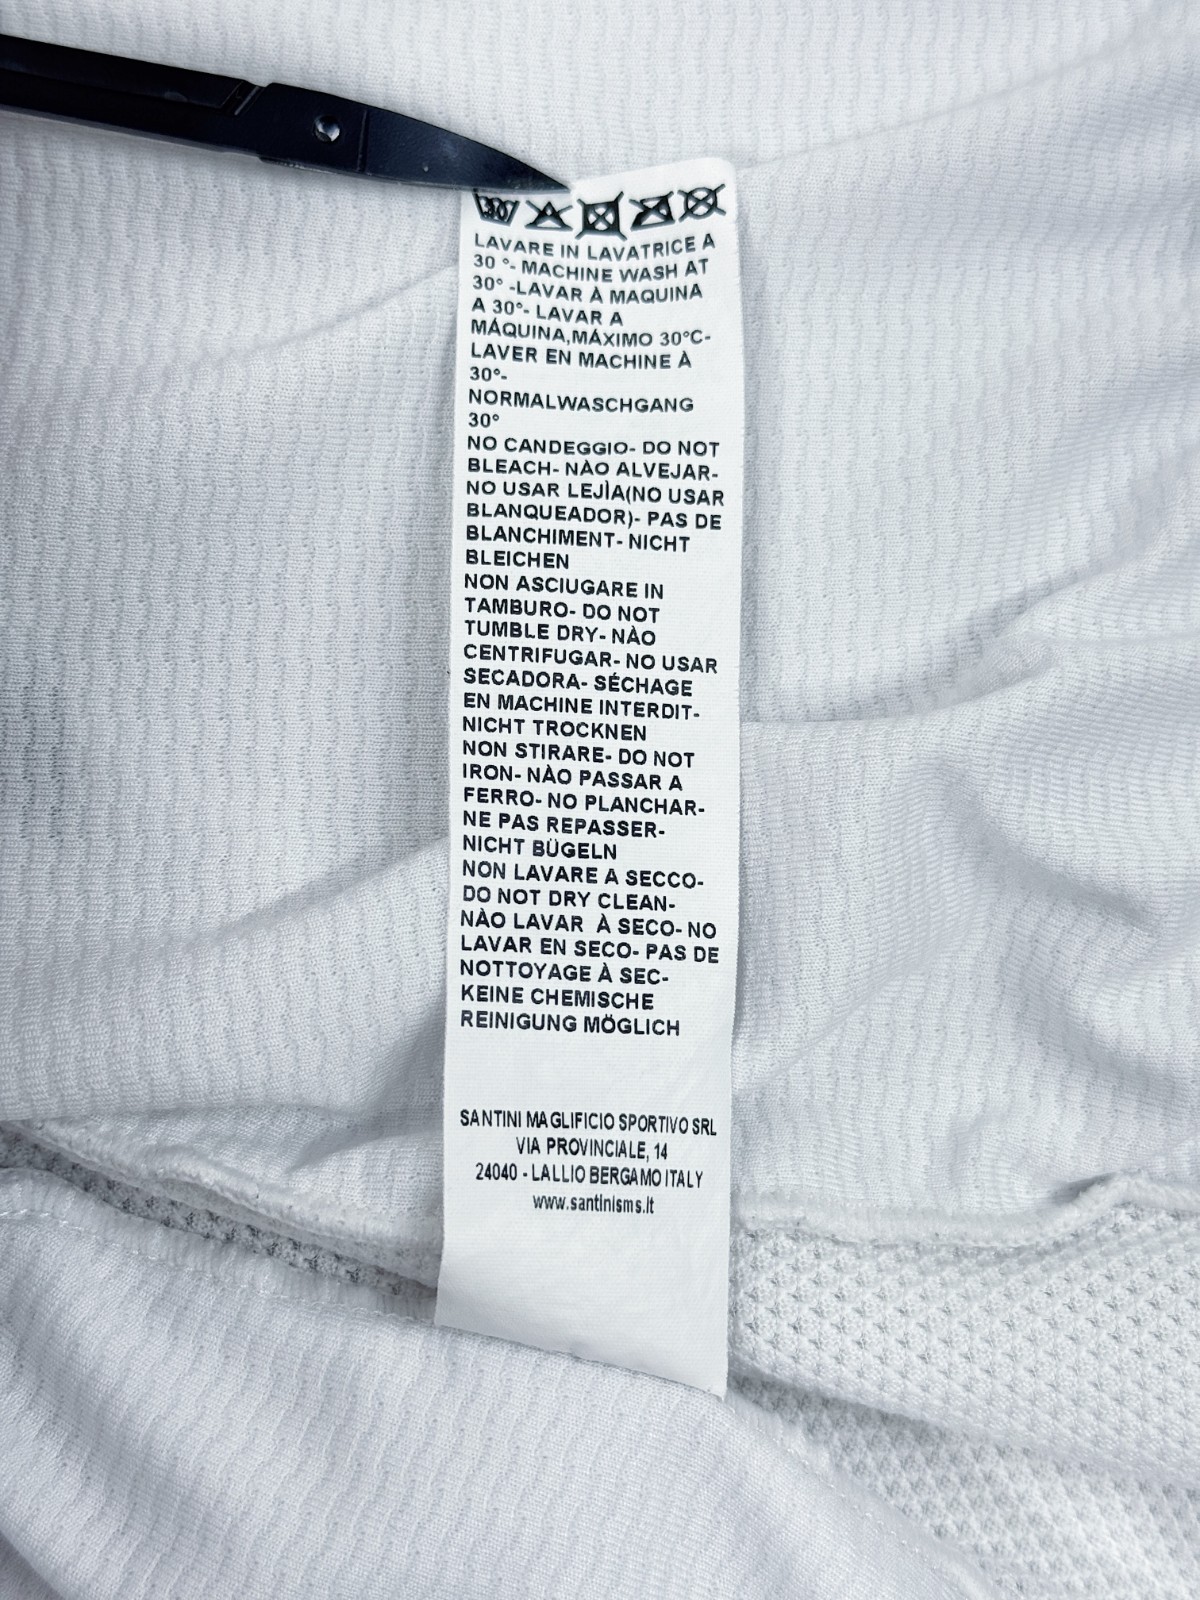 30
LAVARE IN LAVATRICE A
30 °- MACHINE WASH AT
30° -LAVAR À MAQUINA
A 30°- LAVAR A
MÁQUINA,MÁXIMO 30°C-
LAVER EN MACHINE À
30°-
NORMALWASCHGANG
30°
NO CANDEGGIO- DO NOT
BLEACH- NÀO ALVEJAR-
NO USAR LEJÌA(NO USAR
BLANQUEADOR)- PAS DE
BLANCHIMENT- NICHT
BLEICHEN
NON ASCIUGARE IN
TAMBURO- DO NOT
TUMBLE DRY- NÀO
CENTRIFUGAR- NO USAR
SECADORA- SÉCHAGE
EN MACHINE INTERDIT-
NICHT TROCKNEN
NON STIRARE- DO NOT
IRON- NÀO PASSAR A
FERRO- NO PLANCHAR-
NE PAS REPASSER-
NICHT BÜGELN
NON LAVARE A SECCO-
DO NOT DRY CLEAN-
NÀO LAVAR À SECO- NO
LAVAR EN SECO- PAS DE
NOTTOYAGE À SEC-
KEINE CHEMISCHE
REINIGUNG MÖGLICH
SANTINI MAGLIFICIO SPORTIVO SRL
VIA PROVINCIALE, 14
24040 - LALLIO BERGAMO ITALY
www.santinisms.it